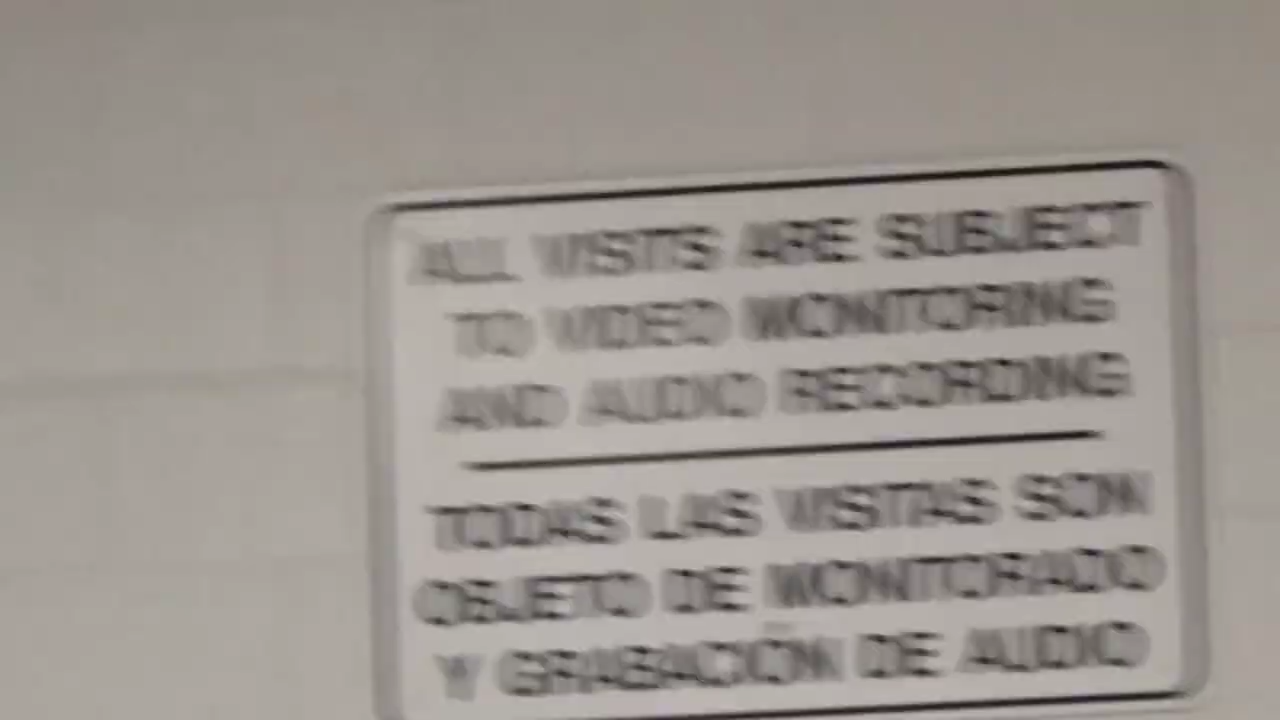 ALL VISITS ARE SUBJECT
TO VIDEO MONITORING
AND AUDIO RECORDING
TODAS LAS VISITAS SON
OBJETO DE MONITORADO
Y GRABACIÓN DE AUDIO